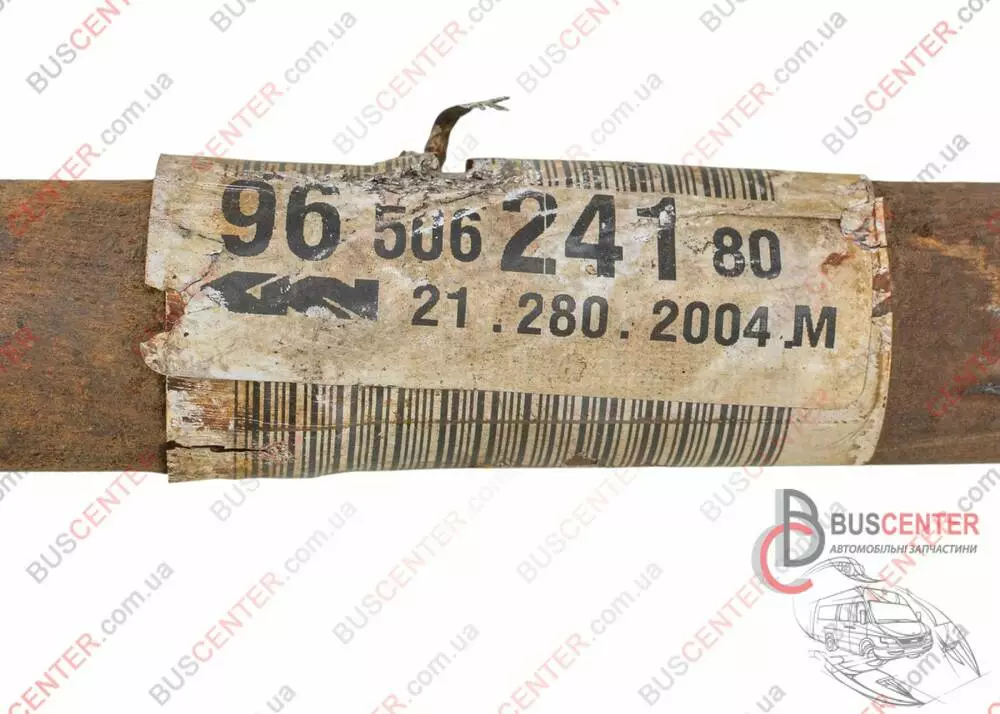 96 506 241 80
21.280.2004.M
BUSCENTER
АВТОМОБІЛЬНІ ЗАПЧАСТИНИ
BUSCENTER.com.ua